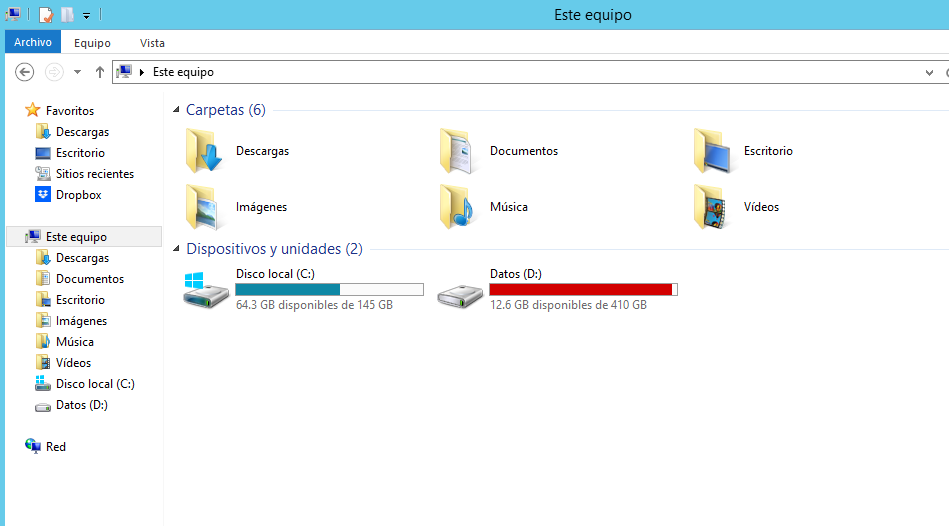 Este equipo
Archivo Equipo Vista
Este equipo
Favoritos
Descargas
Escritorio
Sitios recientes
Dropbox
Este equipo
Descargas
Documentos
Escritorio
Imágenes
Música
Vídeos
Disco local (C:)
Datos (D:)
Red
Carpetas (6)
Descargas Documentos Escritorio
Imágenes Música Vídeos
Dispositivos y unidades (2)
Disco local (C:) Datos (D:)
64.3 GB disponibles de 145 GB 12.6 GB disponibles de 410 GB